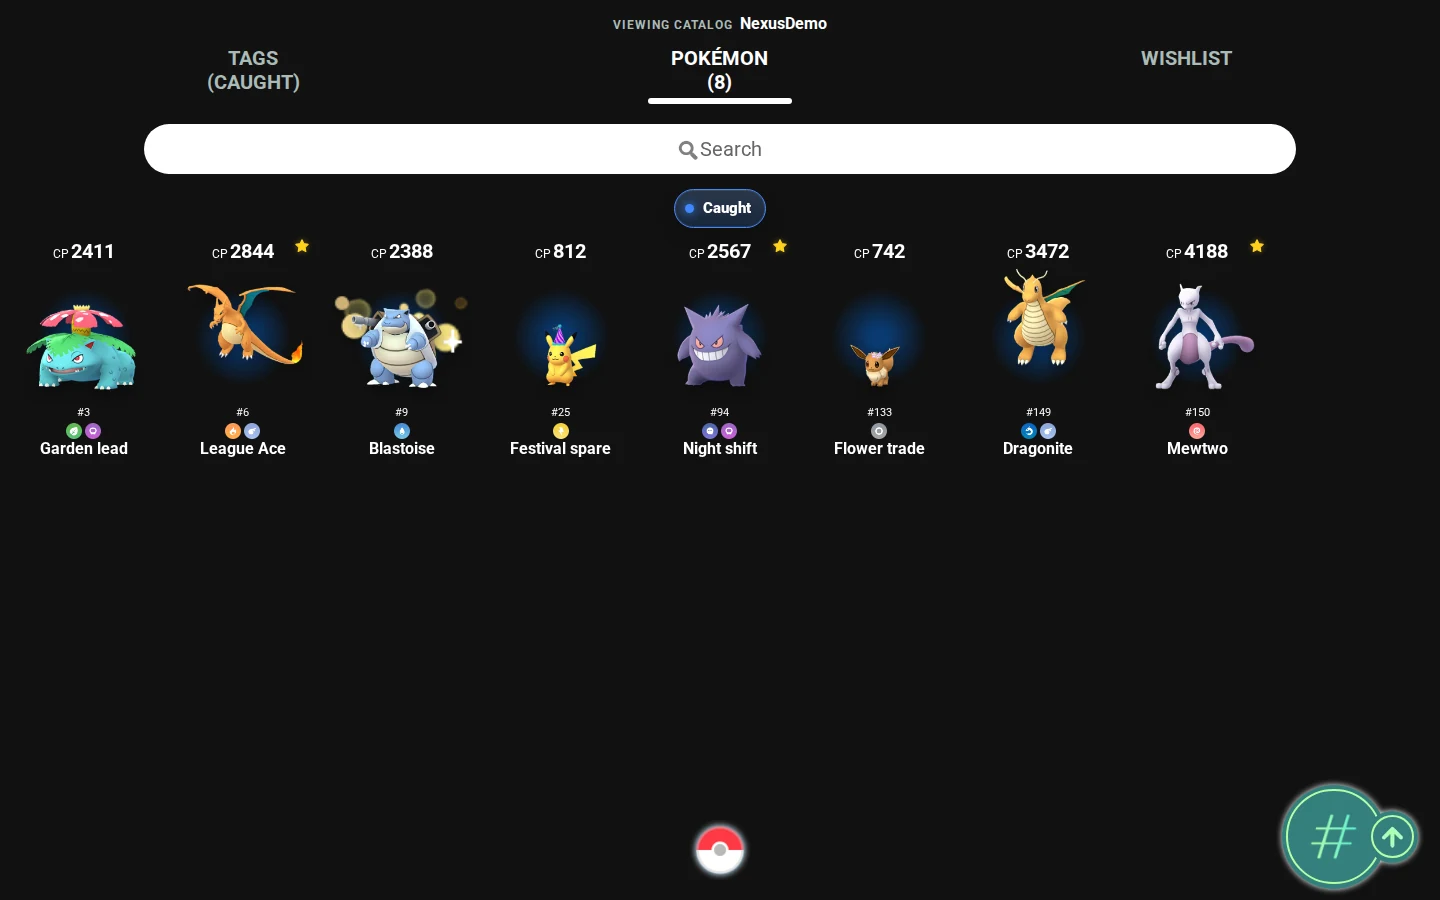 VIEWING CATALOG NexusDemo
TAGS
(CAUGHT)
POKÉMON
(8)
WISHLIST
Search
Caught
CP 2411
CP 2844
CP 2388
CP 812
CP 2567
CP 742
CP 3472
CP 4188
#3
#6
#9
#25
#94
#133
#149
#150
Garden lead
League Ace
Blastoise
Festival spare
Night shift
Flower trade
Dragonite
Mewtwo
#